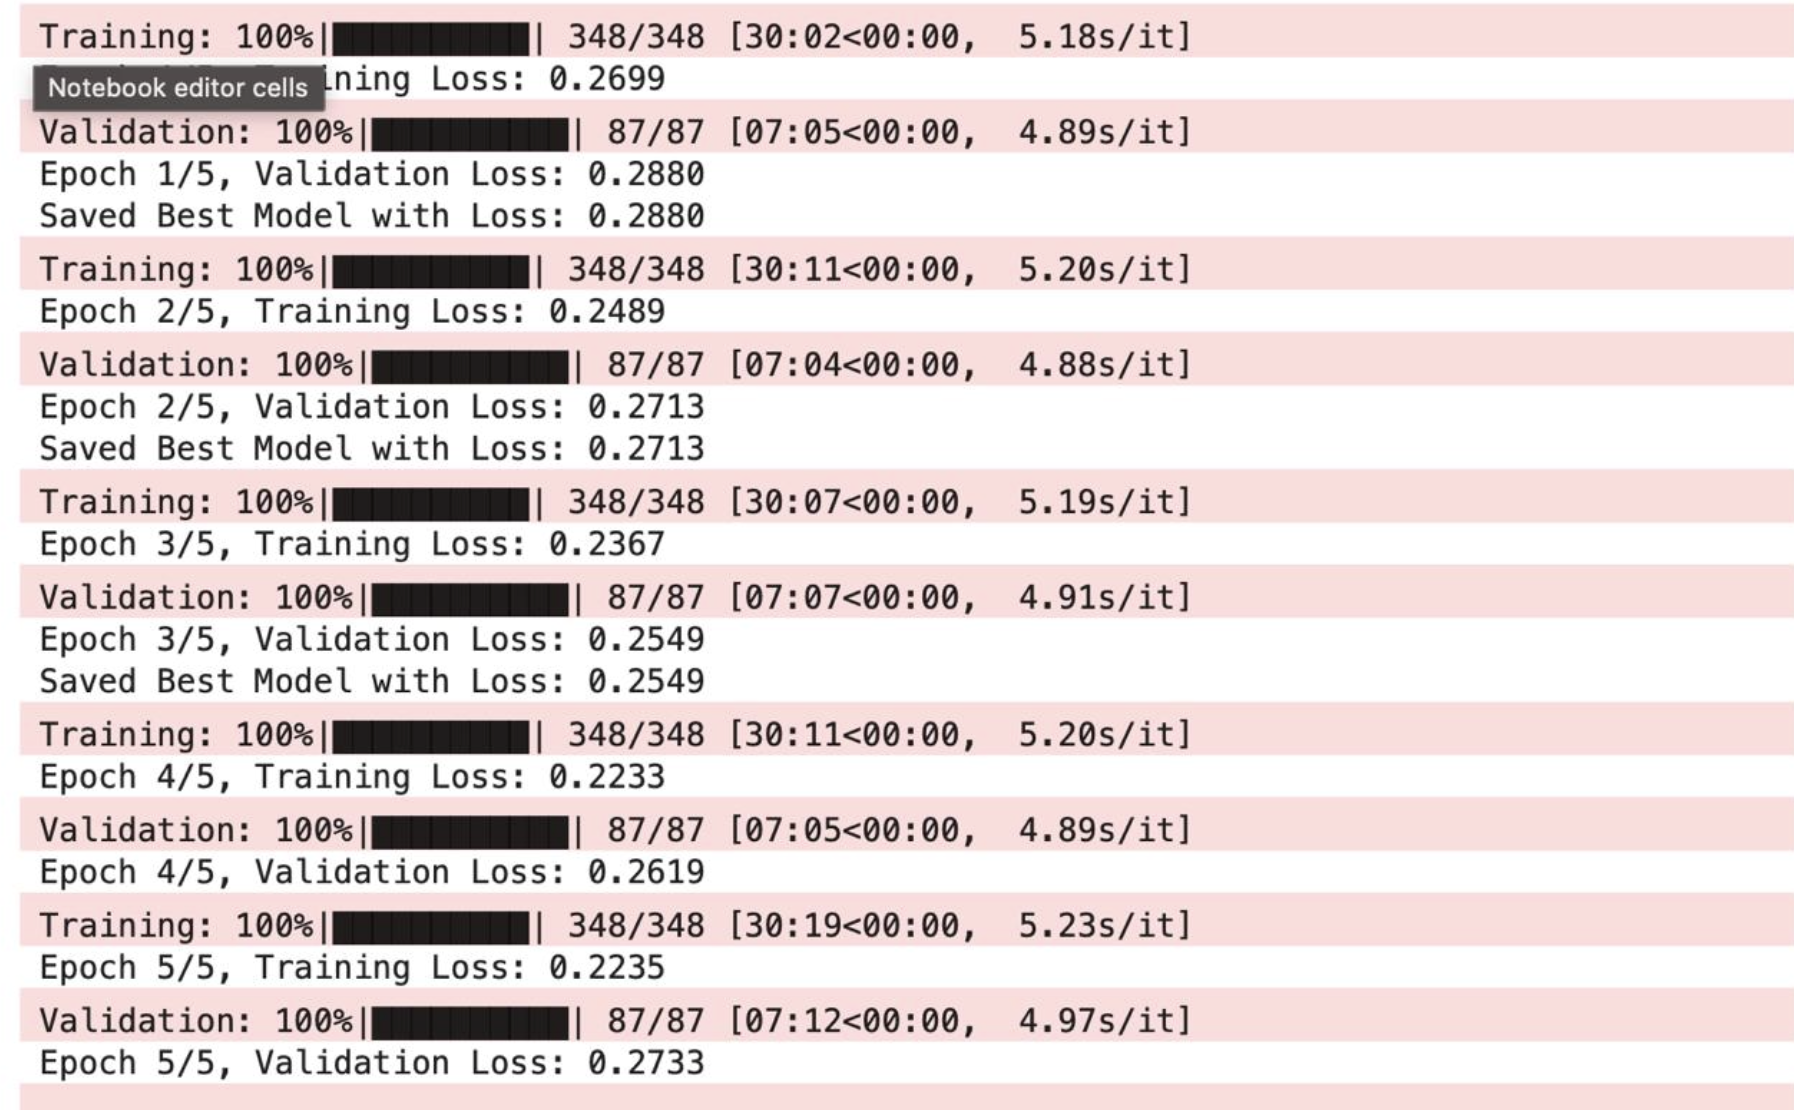 Training: 100%|██████████| 348/348 [30:02<00:00,  5.18s/it]
ining Loss: 0.2699
Notebook editor cells
Validation: 100%|██████████| 87/87 [07:05<00:00,  4.89s/it]
Epoch 1/5, Validation Loss: 0.2880
Saved Best Model with Loss: 0.2880
Training: 100%|██████████| 348/348 [30:11<00:00,  5.20s/it]
Epoch 2/5, Training Loss: 0.2489
Validation: 100%|██████████| 87/87 [07:04<00:00,  4.88s/it]
Epoch 2/5, Validation Loss: 0.2713
Saved Best Model with Loss: 0.2713
Training: 100%|██████████| 348/348 [30:07<00:00,  5.19s/it]
Epoch 3/5, Training Loss: 0.2367
Validation: 100%|██████████| 87/87 [07:07<00:00,  4.91s/it]
Epoch 3/5, Validation Loss: 0.2549
Saved Best Model with Loss: 0.2549
Training: 100%|██████████| 348/348 [30:11<00:00,  5.20s/it]
Epoch 4/5, Training Loss: 0.2233
Validation: 100%|██████████| 87/87 [07:05<00:00,  4.89s/it]
Epoch 4/5, Validation Loss: 0.2619
Training: 100%|██████████| 348/348 [30:19<00:00,  5.23s/it]
Epoch 5/5, Training Loss: 0.2235
Validation: 100%|██████████| 87/87 [07:12<00:00,  4.97s/it]
Epoch 5/5, Validation Loss: 0.2733